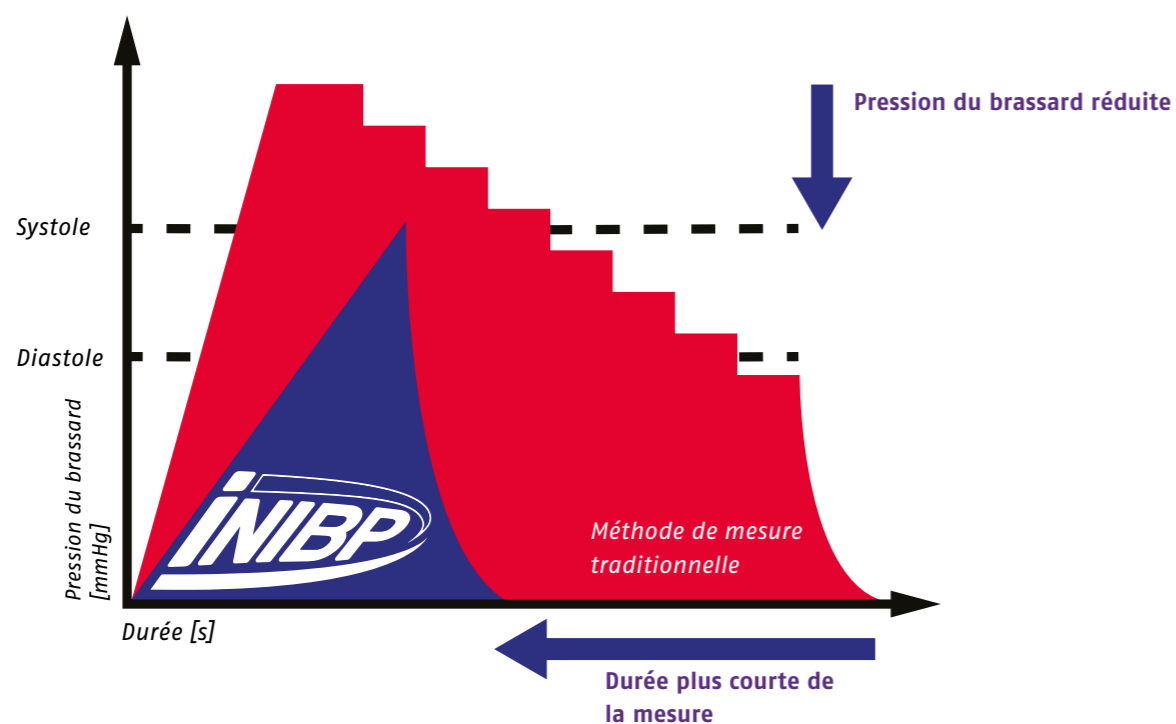 Pression du brassard réduite
Systole
Diastole
Pression du brassard
[mmHg]
iNIBP
Méthode de mesure
traditionnelle
Durée [s]
Durée plus courte de
la mesure